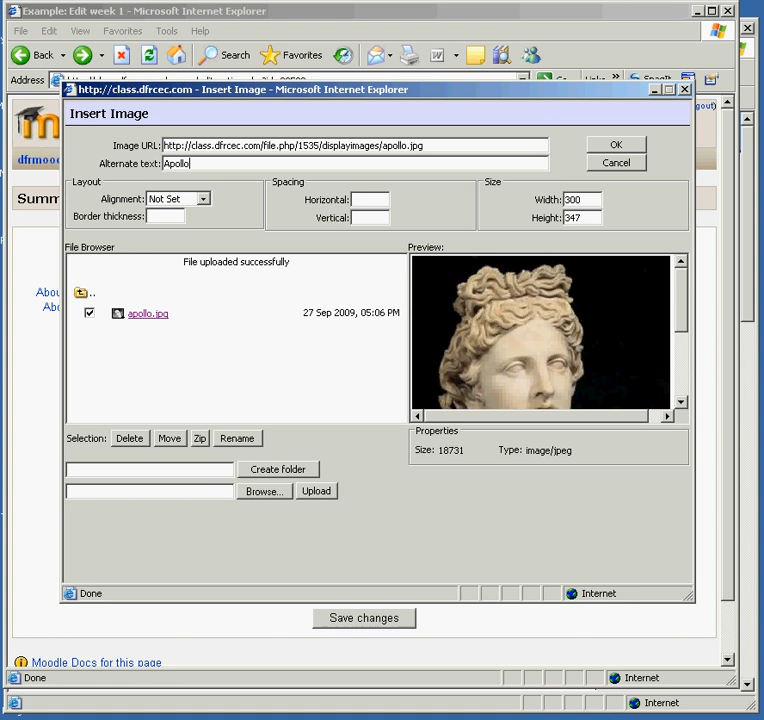 Example: Edit week 1 - Microsoft Internet Explorer
File Edit View Favorites Tools Help
Back Search Favorites
Address
http://class.dfrcec.com - Insert Image - Microsoft Internet Explorer
Insert Image
Image URL: http://class.dfrcec.com/file.php/1535/displayimages/apollo.jpg OK
Alternate text: Apollo Cancel
Layout Spacing Size
Alignment: Not Set Horizontal: Width: 300
Border thickness: Vertical: Height: 347
File Browser Preview:
File uploaded successfully
..
apollo.jpg 27 Sep 2009, 05:06 PM
Selection: Delete Move Zip Rename
Properties
Size: 18731 Type: image/jpeg
Create folder
Browse... Upload
Done Internet
Save changes
Moodle Docs for this page
Done Internet
Internet